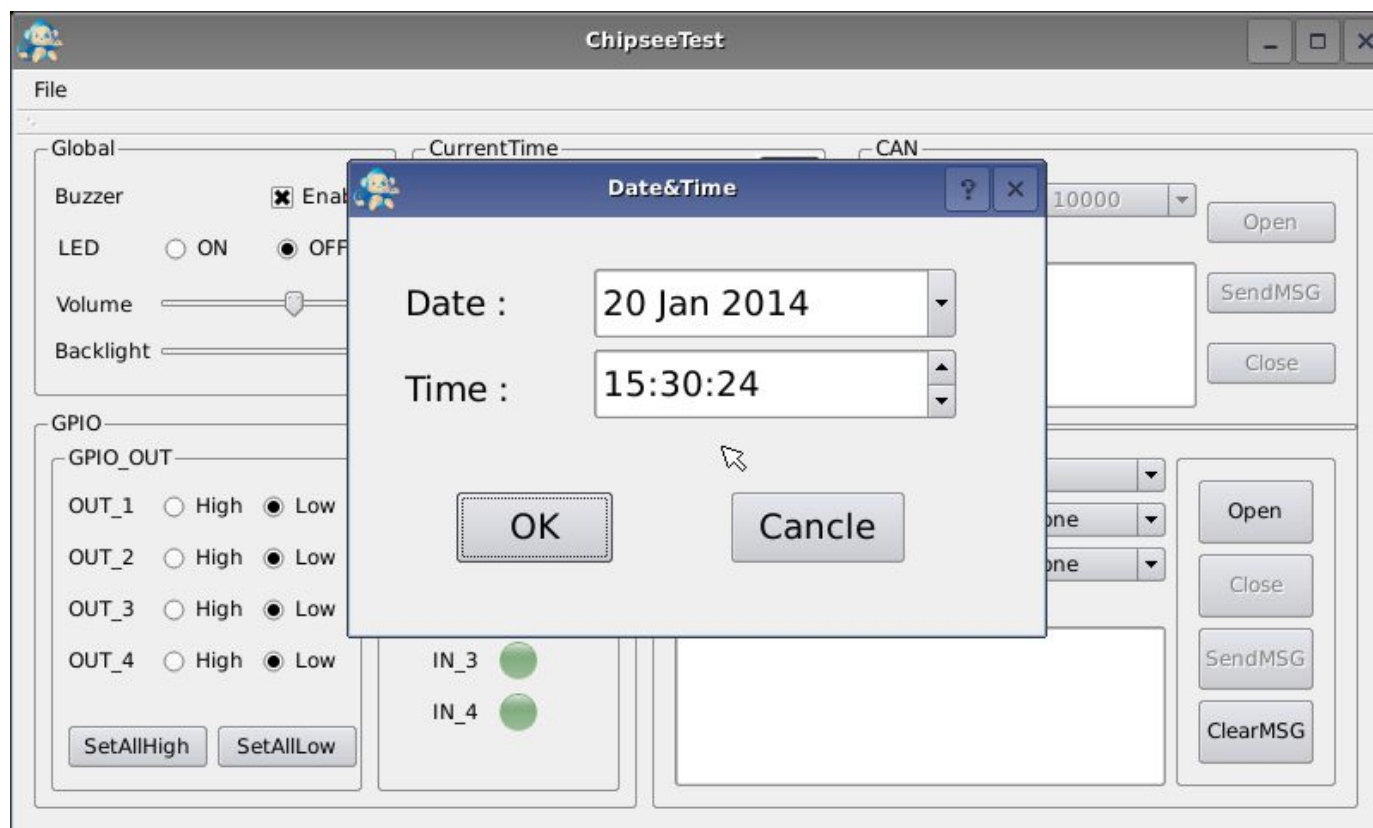 ChipseeTest
File
Global
CurrentTime
CAN
Buzzer
LED
ON
OFF
Volume
Backlight
10000
Open
SendMSG
Close
Date&Time
?
Date :
20 Jan 2014
Time :
15:30:24
OK
Cancle
GPIO
GPIO_OUT
OUT_1 High Low
OUT_2 High Low
OUT_3 High Low
OUT_4 High Low
SetAllHigh SetAllLow
IN_3
IN_4
Open
Close
SendMSG
ClearMSG